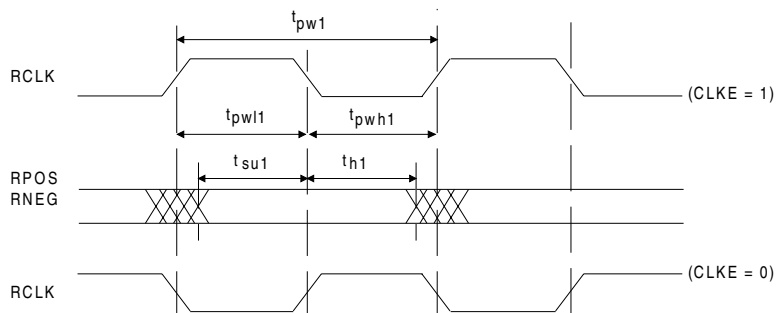 tpw1
RCLK
(CLKE = 1)
tpwl1
tpwh1
tsu1
th1
RPOS
RNEG
RCLK
(CLKE = 0)